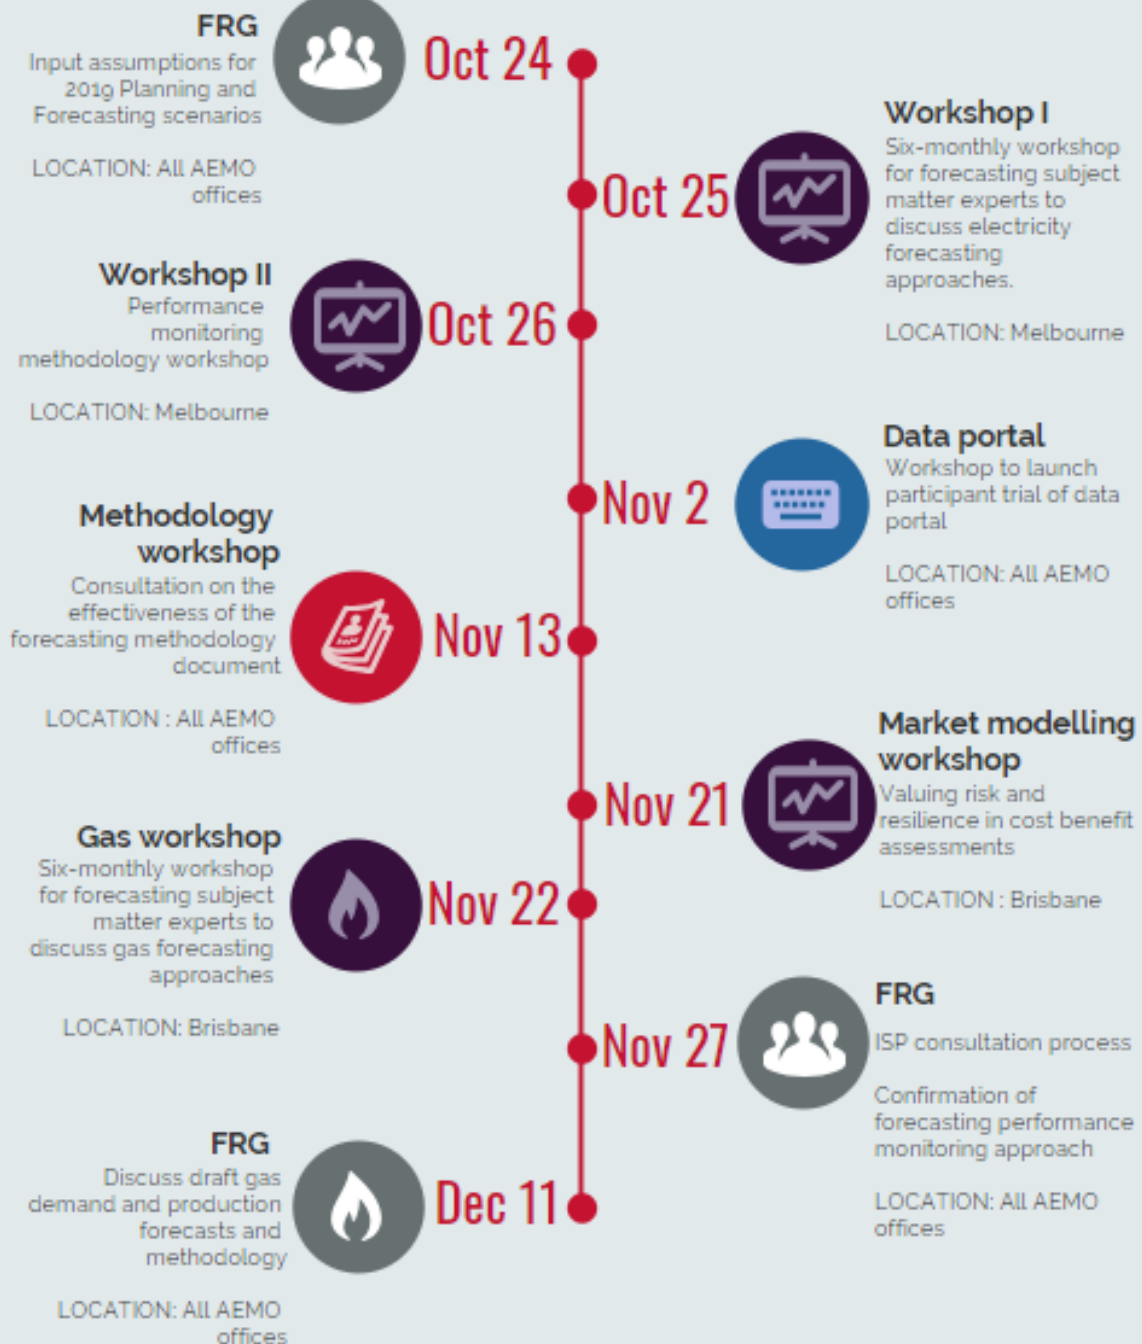 FRG
Input assumptions for
2019 Planning and
Forecasting scenarios
LOCATION: All AEMO
offices
Oct 24
Oct 25
Workshop I
Six-monthly workshop
for forecasting subject
matter experts to
discuss electricity
forecasting
approaches.
LOCATION: Melbourne
Workshop II
Performance
monitoring
methodology workshop
LOCATION: Melbourne
Oct 26
Nov 2
Data portal
Workshop to launch
participant trial of data
portal
LOCATION: All AEMO
offices
Methodology
workshop
Consultation on the
effectiveness of the
forecasting methodology
document
LOCATION : All AEMO
offices
Nov 13
Nov 21
Market modelling
workshop
Valuing risk and
resilience in cost benefit
assessments
LOCATION : Brisbane
Gas workshop
Six-monthly workshop
for forecasting subject
matter experts to
discuss gas forecasting
approaches
LOCATION: Brisbane
Nov 22
Nov 27
FRG
ISP consultation process
Confirmation of
forecasting performance
monitoring approach
LOCATION: All AEMO
offices
FRG
Discuss draft gas
demand and production
forecasts and
methodology
LOCATION: All AEMO
offices
Dec 11